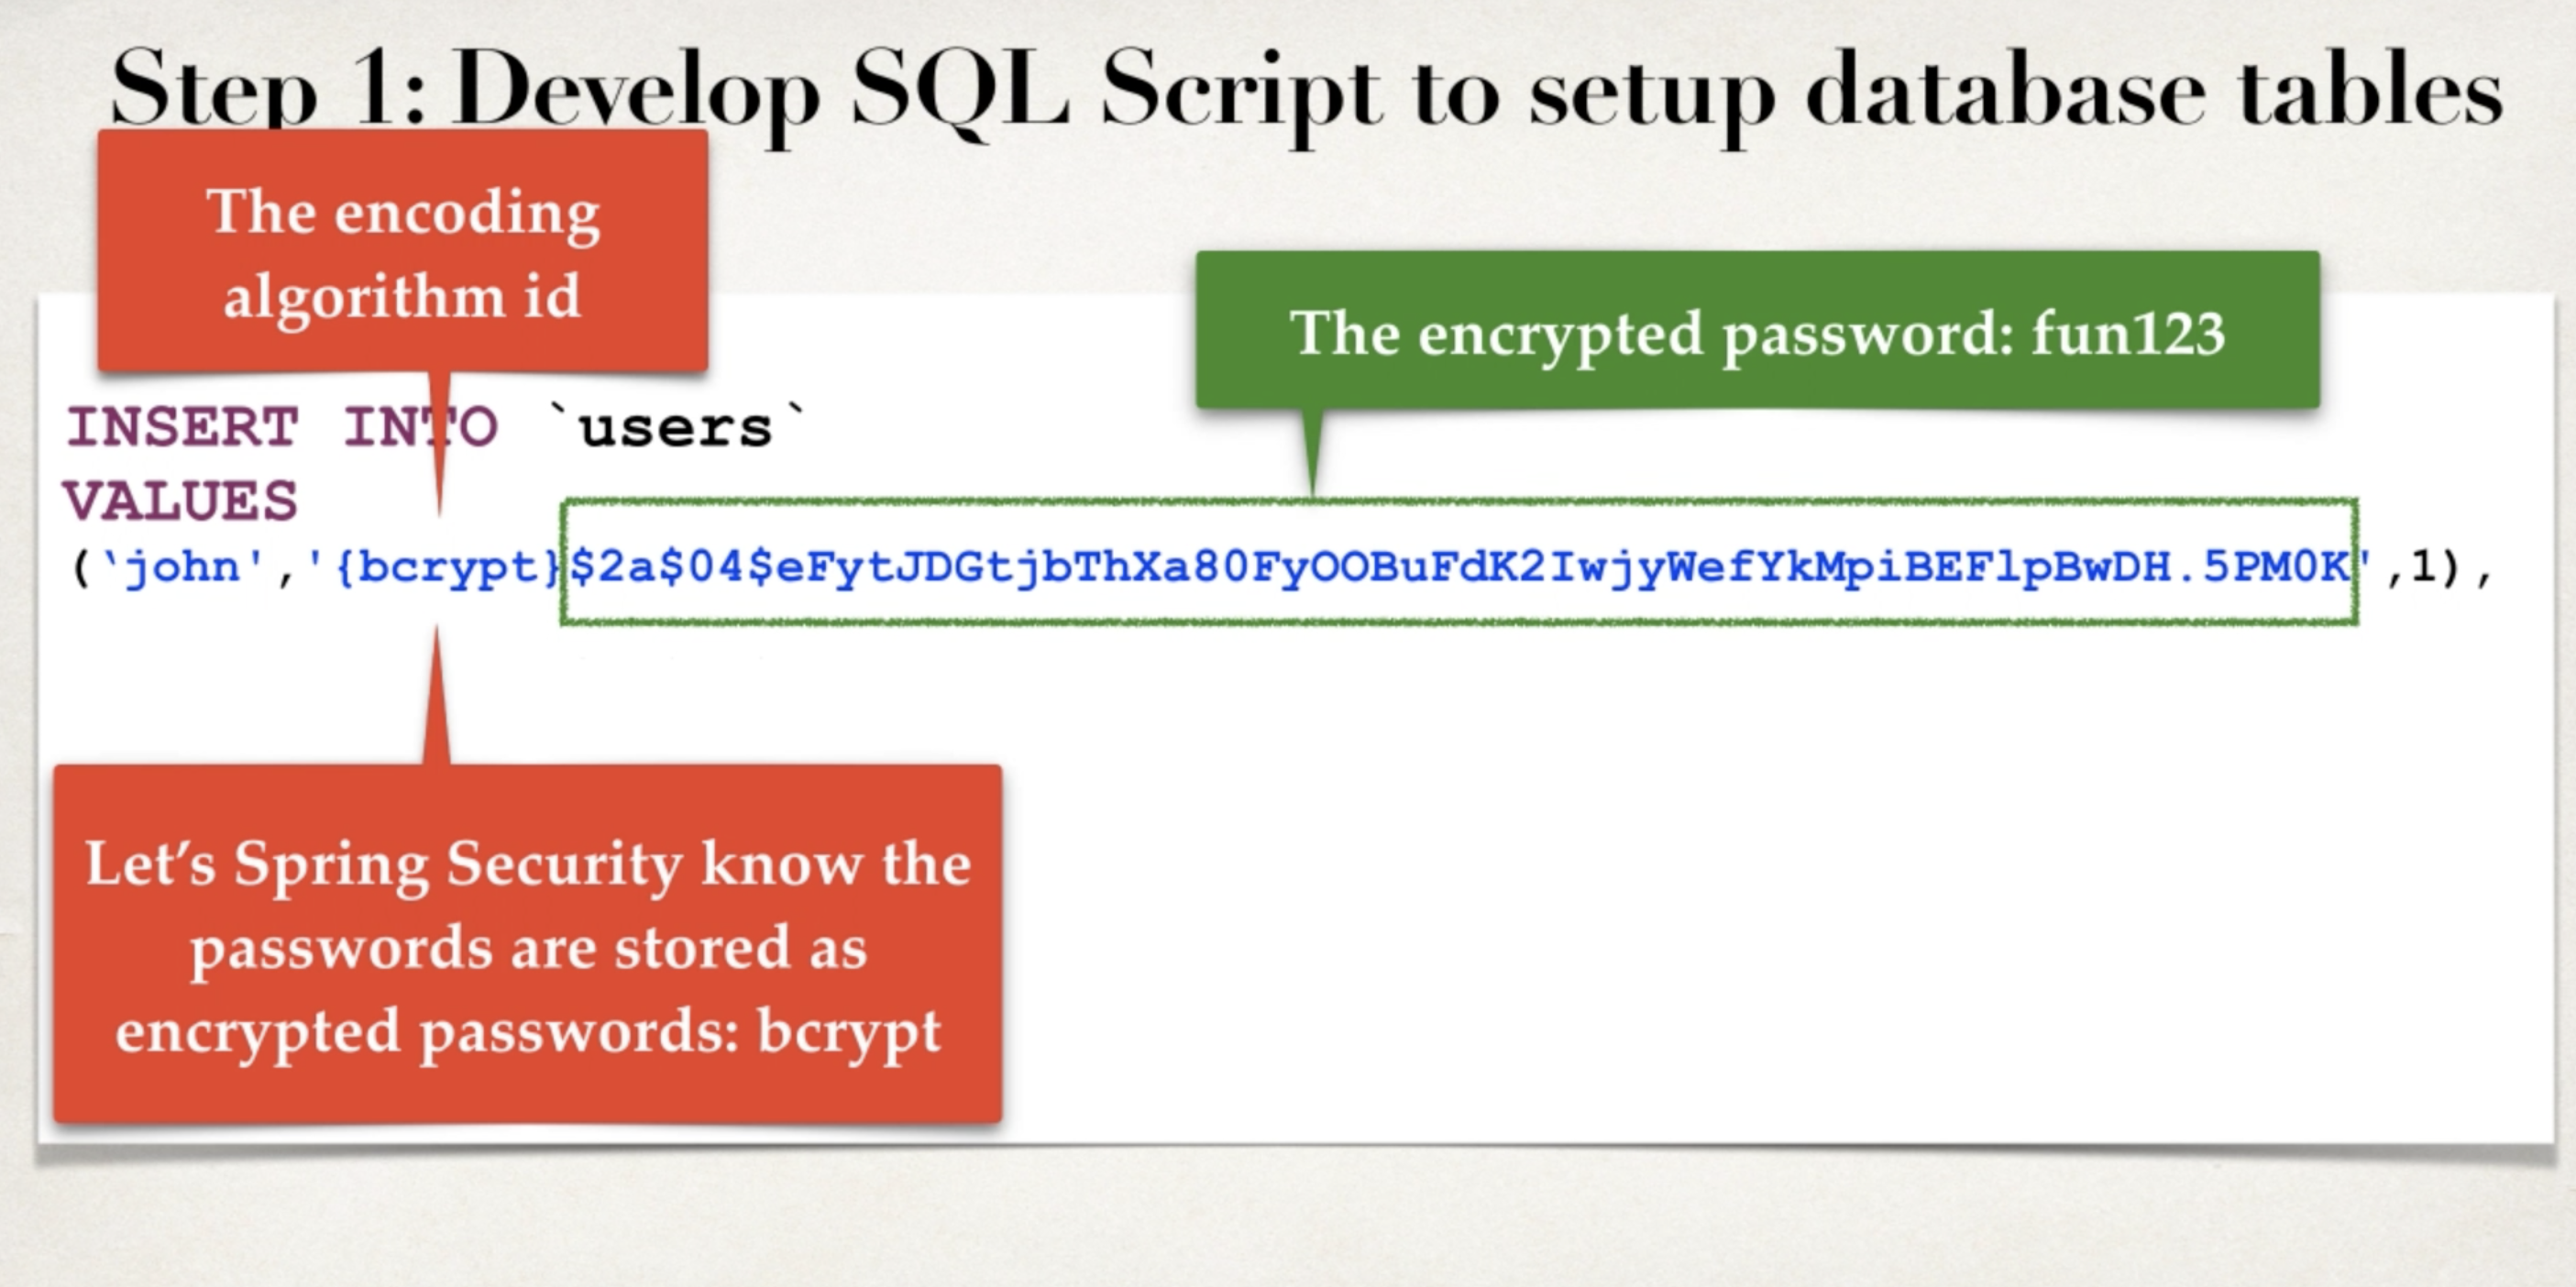 Step 1: Develop SQL Script to setup database tables
The encoding
algorithm id
The encrypted password: fun123
INSERT INTO `users`
VALUES
(`john','{bcrypt}$2a$04$eFytJDGtjbThXa80FyOOBuFdK2IwjyWefYkMpiBEFlpBwDH.5PM0K',1),
Let’s Spring Security know the
passwords are stored as
encrypted passwords: bcrypt